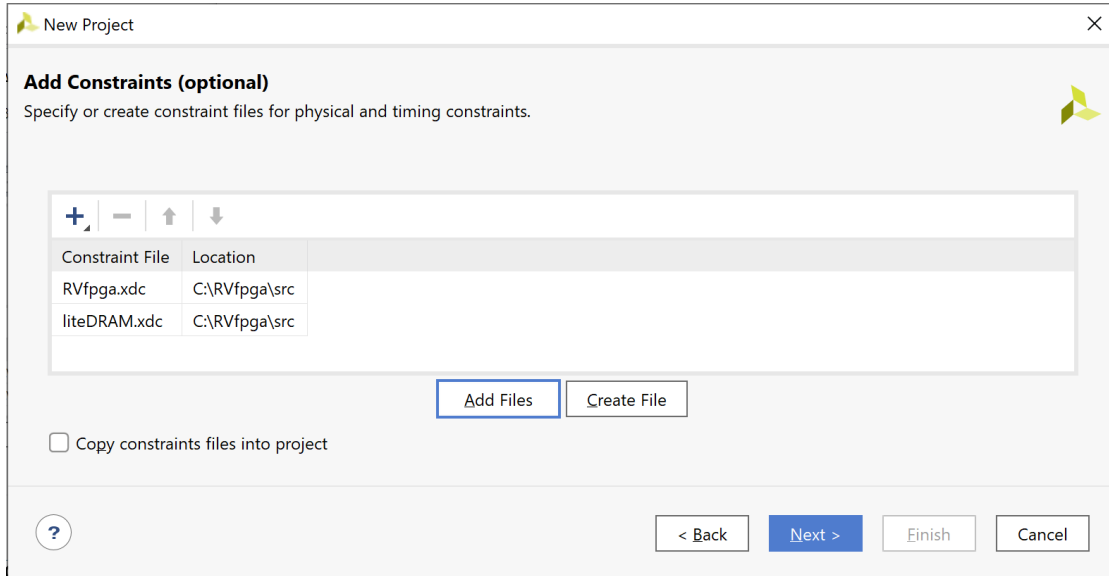 New Project
Add Constraints (optional)
Specify or create constraint files for physical and timing constraints.
Constraint File Location
RVfpga.xdc C:\RVfpga\src
liteDRAM.xdc C:\RVfpga\src
Add Files Create File
Copy constraints files into project
? < Back Next > Finish Cancel